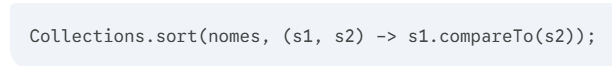 Collections.sort(nomes, (s1, s2) -> s1.compareTo(s2));